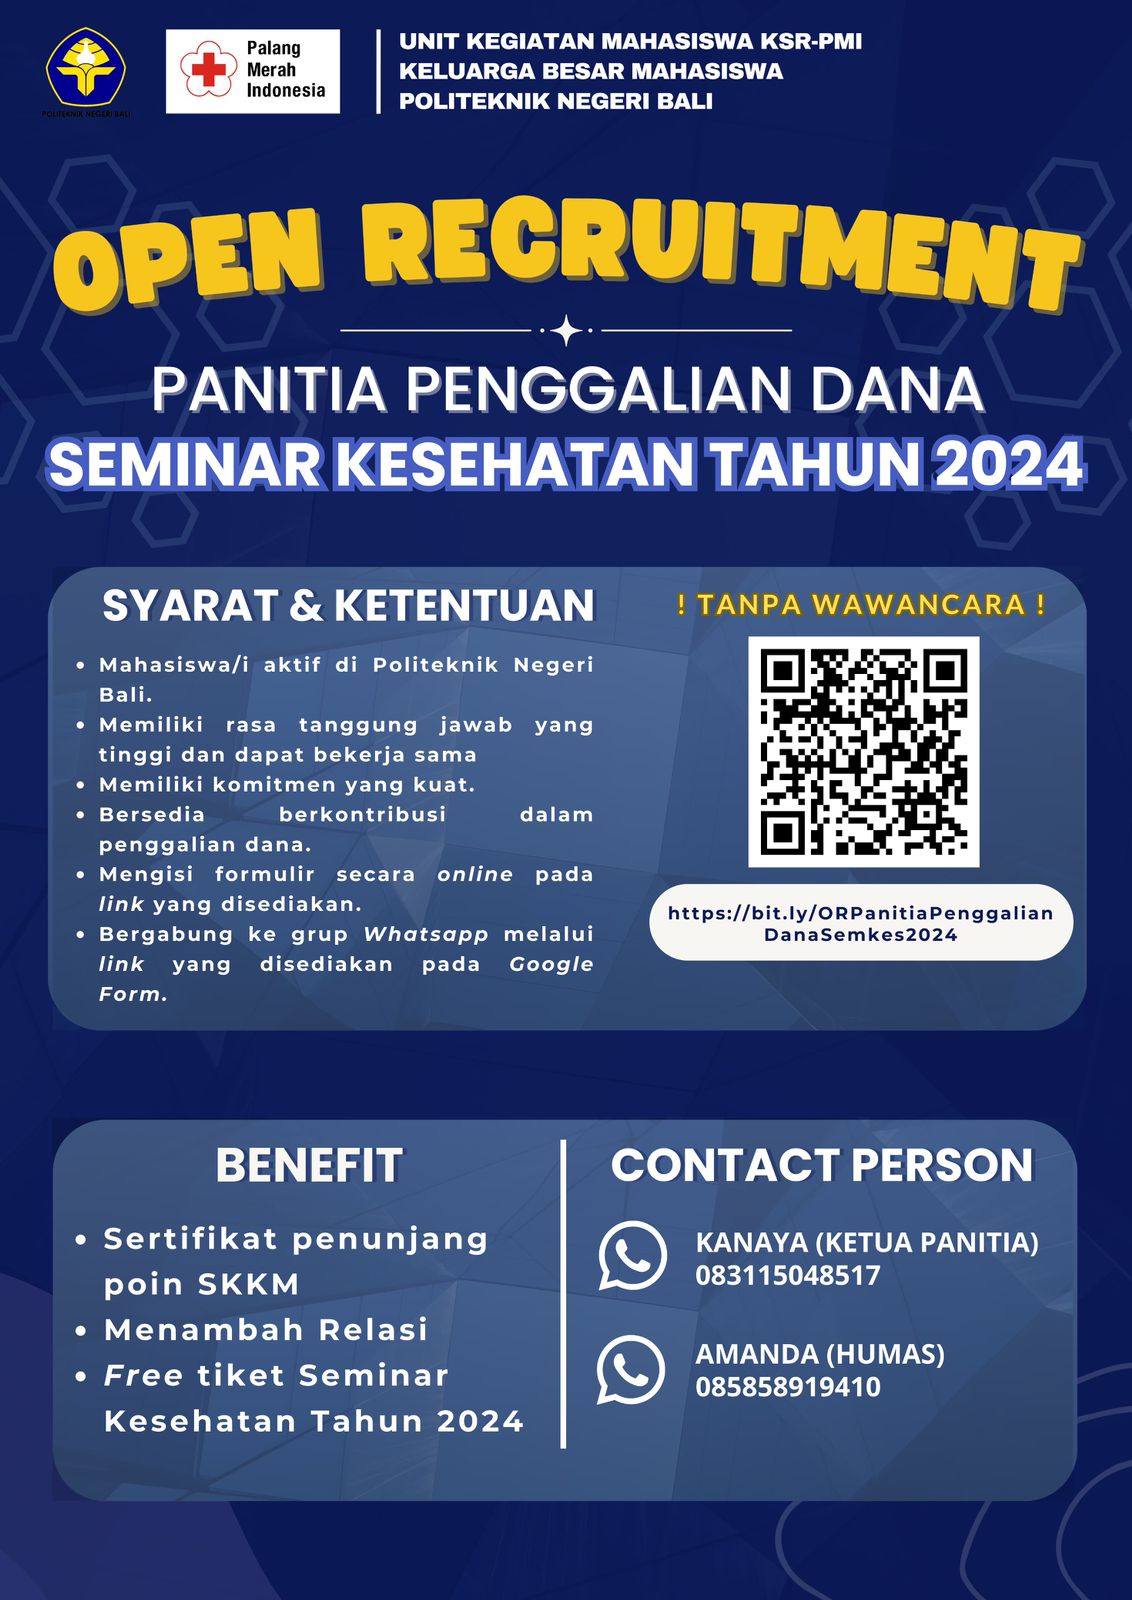 POLITEKNIK NEGERI BALI
Palang
Merah
Indonesia
UNIT KEGIATAN MAHASISWA KSR-PMI
KELUARGA BESAR MAHASISWA
POLITEKNIK NEGERI BALI
OPEN RECRUITMENT
PANITIA PENGGALIAN DANA
SEMINAR KESEHATAN TAHUN 2024
SYARAT & KETENTUAN
• Mahasiswa/i aktif di Politeknik Negeri
Bali.
• Memiliki rasa tanggung jawab yang
tinggi dan dapat bekerja sama
• Memiliki komitmen yang kuat.
• Bersedia berkontribusi dalam
penggalian dana.
• Mengisi formulir secara online pada
link yang disediakan.
• Bergabung ke grup Whatsapp melalui
link yang disediakan pada Google
Form.
! TANPA WAWANCARA !
https://bit.ly/ORPanitiaPenggalian
DanaSemkes2024
BENEFIT
• Sertifikat penunjang
poin SKKM
• Menambah Relasi
• Free tiket Seminar
Kesehatan Tahun 2024
CONTACT PERSON
KANAYA (KETUA PANITIA)
083115048517
AMANDA (HUMAS)
085858919410